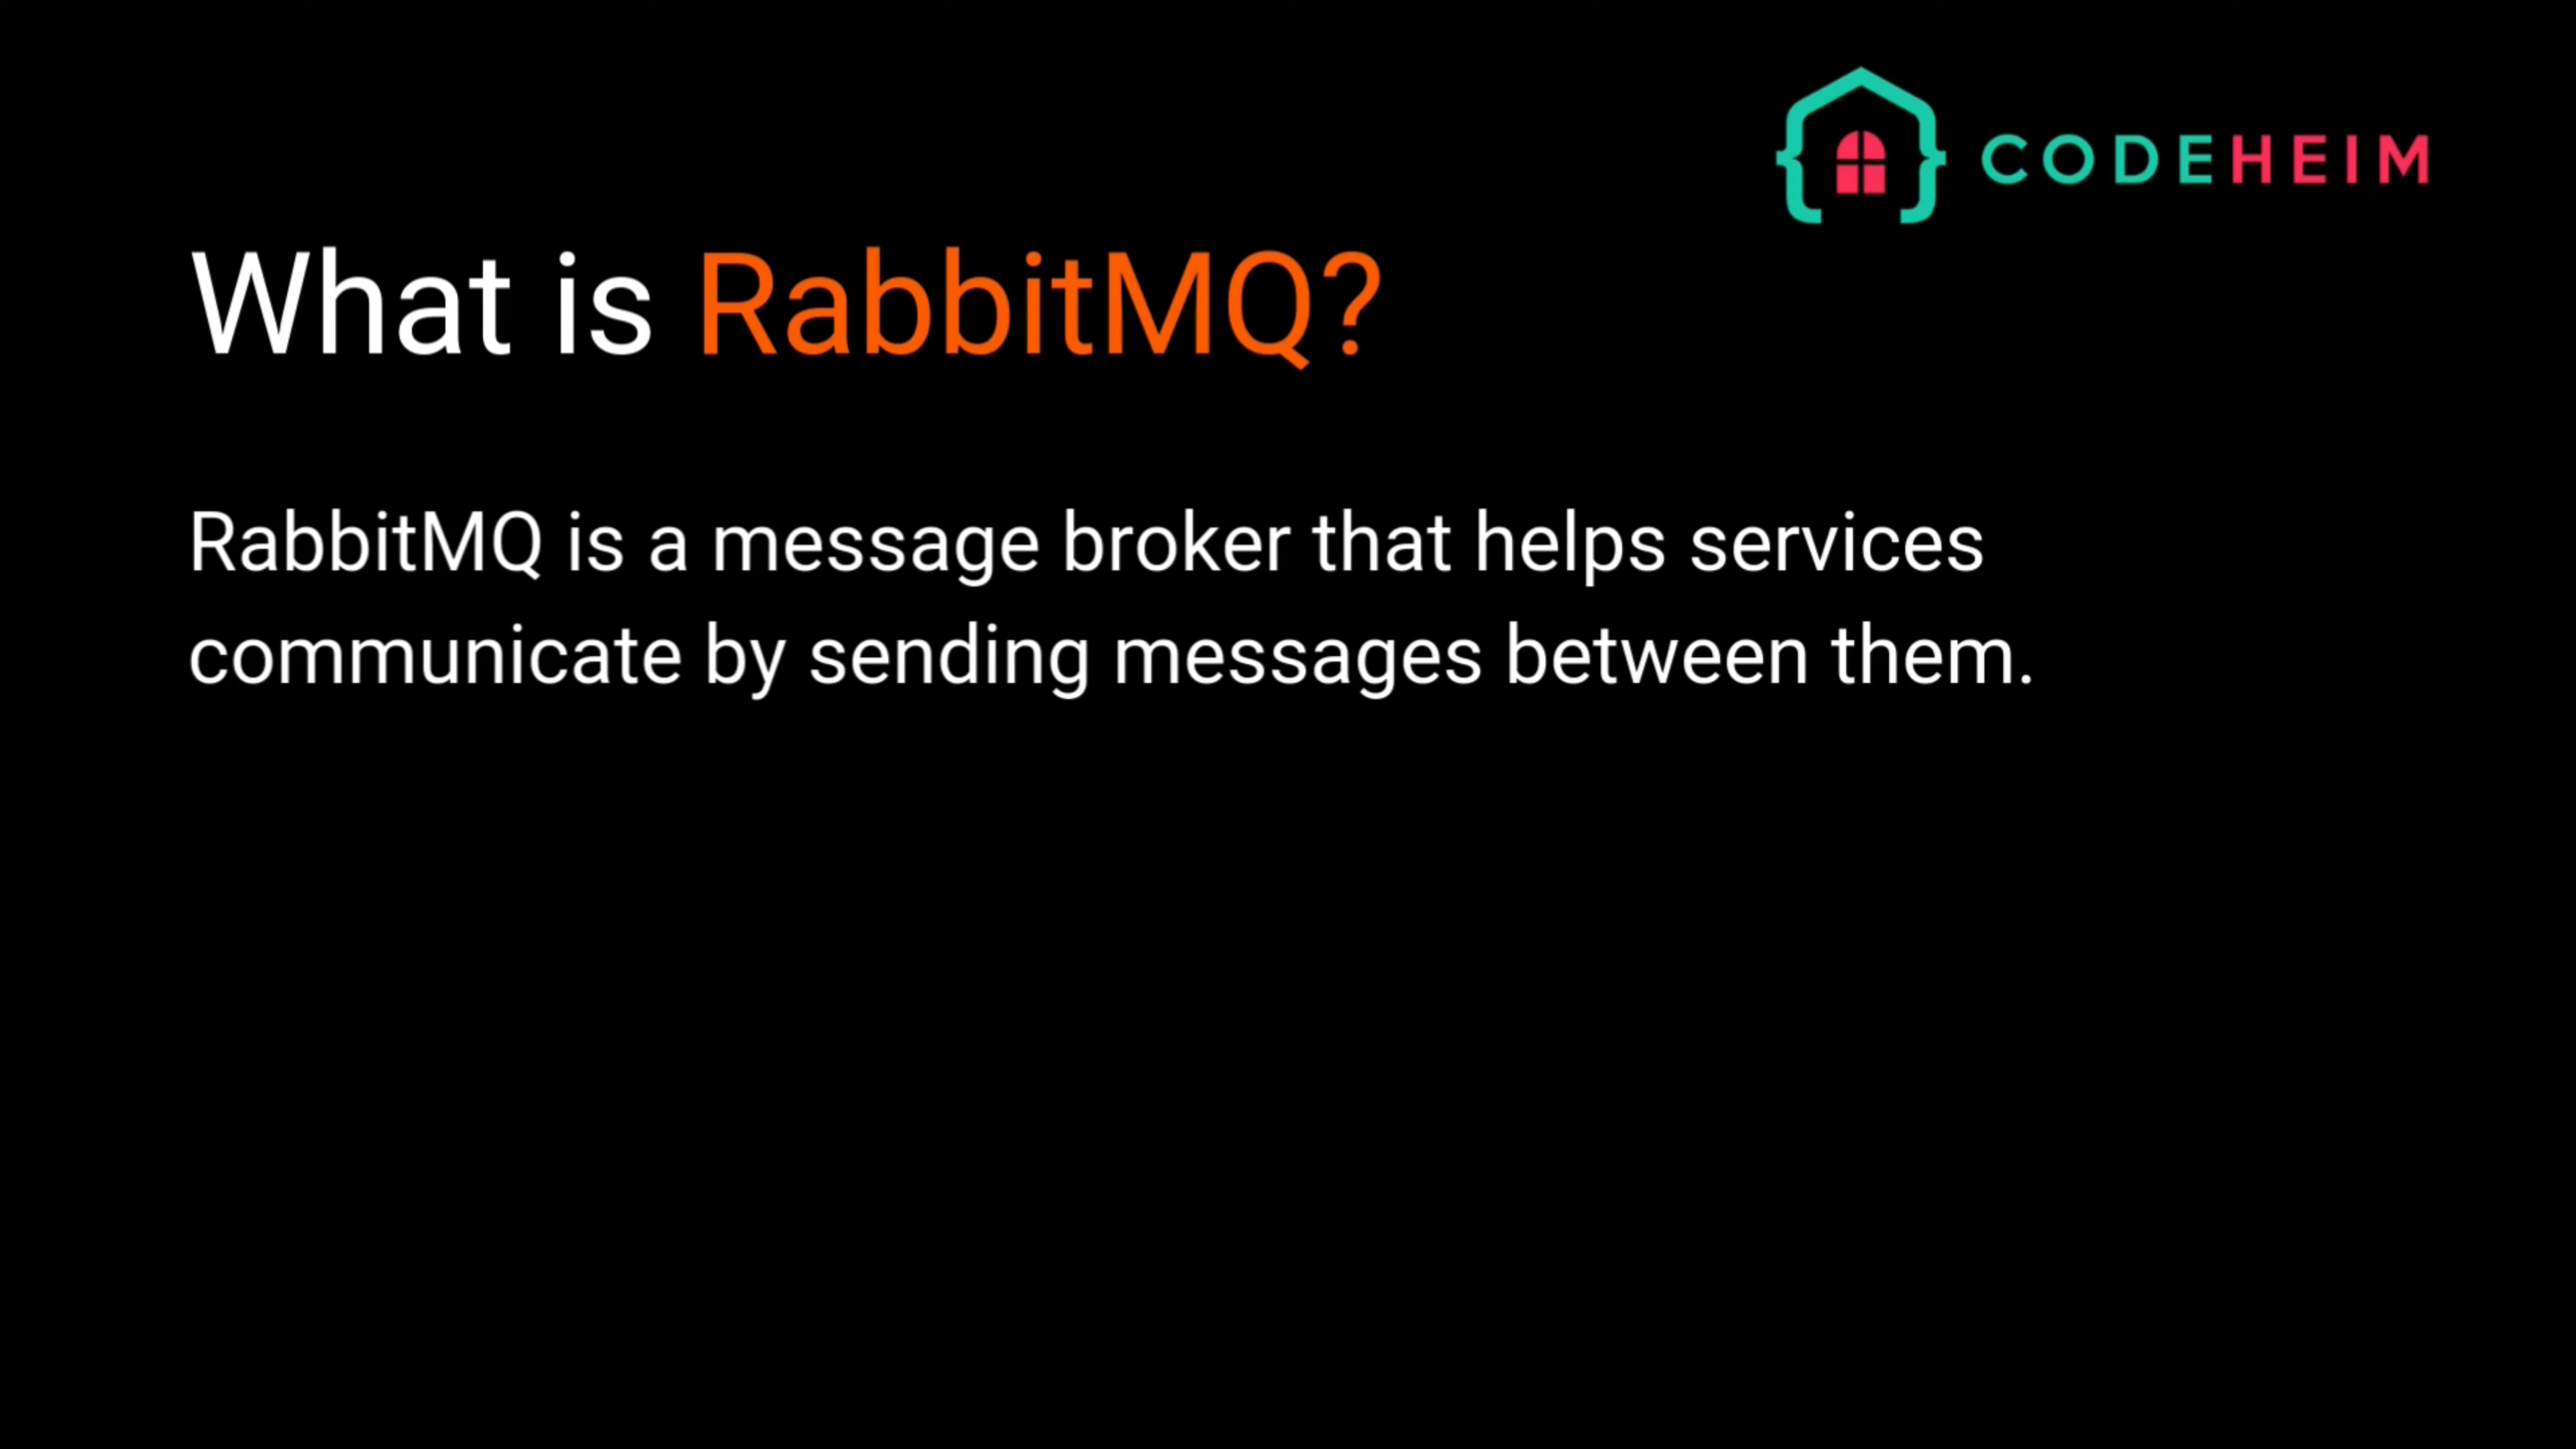 CODEHEIM
What is RabbitMQ?
RabbitMQ is a message broker that helps services
communicate by sending messages between them.